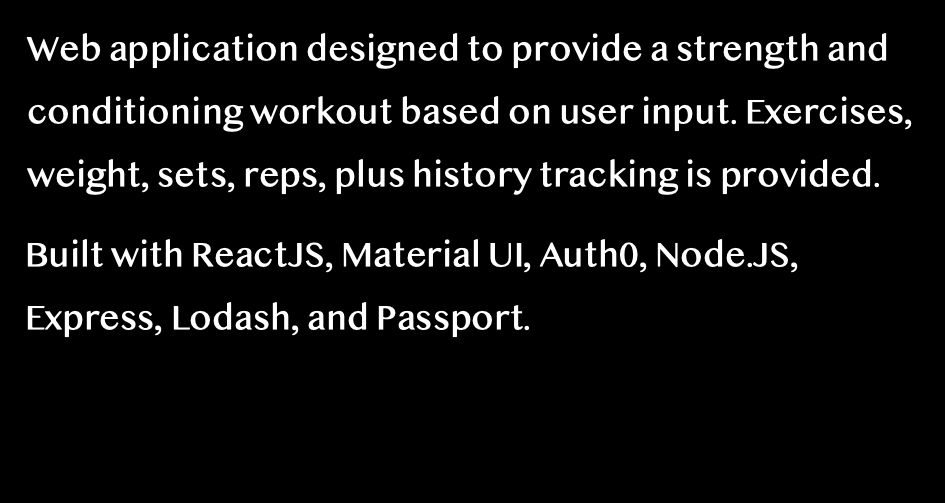 Web application designed to provide a strength and
conditioning workout based on user input. Exercises,
weight, sets, reps, plus history tracking is provided.
Built with ReactJS, Material UI, Auth0, Node.JS,
Express, Lodash, and Passport.